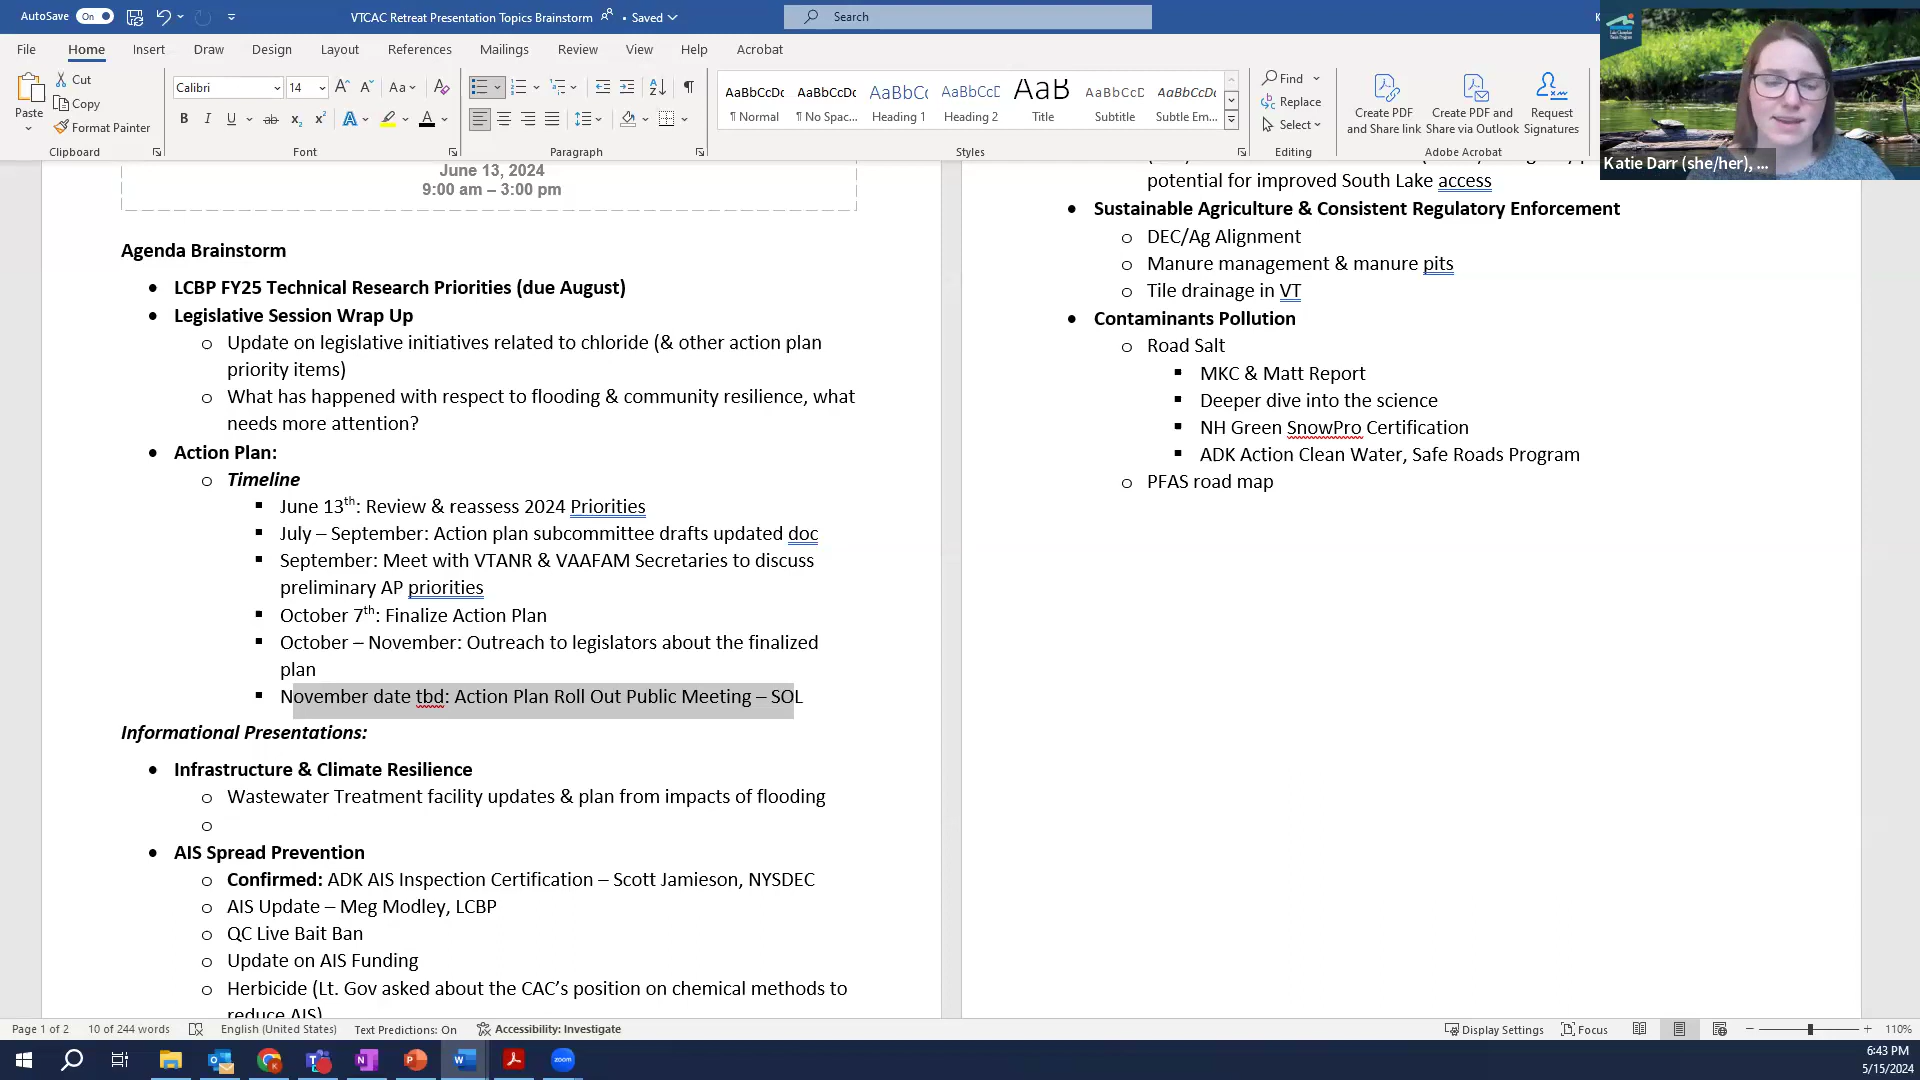 AutoSave On VTCAC Retreat Presentation Topics Brainstorm • Saved Search
File Home Insert Draw Design Layout References Mailings Review View Help Acrobat
Paste
Cut
Copy
Format Painter
Clipboard
Calibri 14
Font
Paragraph
AaBbCcDc AaBbCcDc AaBbC AaBbCcD AaB AaBbCcD AaBbCcD
¶ Normal ¶ No Spac... Heading 1 Heading 2 Title Subtitle Subtle Em...
Styles
Find
Replace
Select
Editing
Create PDF and Share link
Create PDF and Share via Outlook
Request Signatures
Adobe Acrobat
Katie Darr (she/her), ...
June 13, 2024
9:00 am – 3:00 pm
Agenda Brainstorm
• LCBP FY25 Technical Research Priorities (due August)
• Legislative Session Wrap Up
o Update on legislative initiatives related to chloride (& other action plan
priority items)
o What has happened with respect to flooding & community resilience, what
needs more attention?
• Action Plan:
o Timeline
▪ June 13th: Review & reassess 2024 Priorities
▪ July – September: Action plan subcommittee drafts updated doc
▪ September: Meet with VTANR & VAAFAM Secretaries to discuss
preliminary AP priorities
▪ October 7th: Finalize Action Plan
▪ October – November: Outreach to legislators about the finalized
plan
▪ November date tbd: Action Plan Roll Out Public Meeting – SOL
Informational Presentations:
• Infrastructure & Climate Resilience
o Wastewater Treatment facility updates & plan from impacts of flooding
o
• AIS Spread Prevention
o Confirmed: ADK AIS Inspection Certification – Scott Jamieson, NYSDEC
o AIS Update – Meg Modley, LCBP
o QC Live Bait Ban
o Update on AIS Funding
o Herbicide (Lt. Gov asked about the CAC's position on chemical methods to
reduce AIS)
potential for improved South Lake access
• Sustainable Agriculture & Consistent Regulatory Enforcement
o DEC/Ag Alignment
o Manure management & manure pits
o Tile drainage in VT
• Contaminants Pollution
o Road Salt
▪ MKC & Matt Report
▪ Deeper dive into the science
▪ NH Green SnowPro Certification
▪ ADK Action Clean Water, Safe Roads Program
o PFAS road map
Page 1 of 2 10 of 244 words English (United States) Text Predictions: On Accessibility: Investigate Display Settings Focus 110%
6:43 PM
5/15/2024